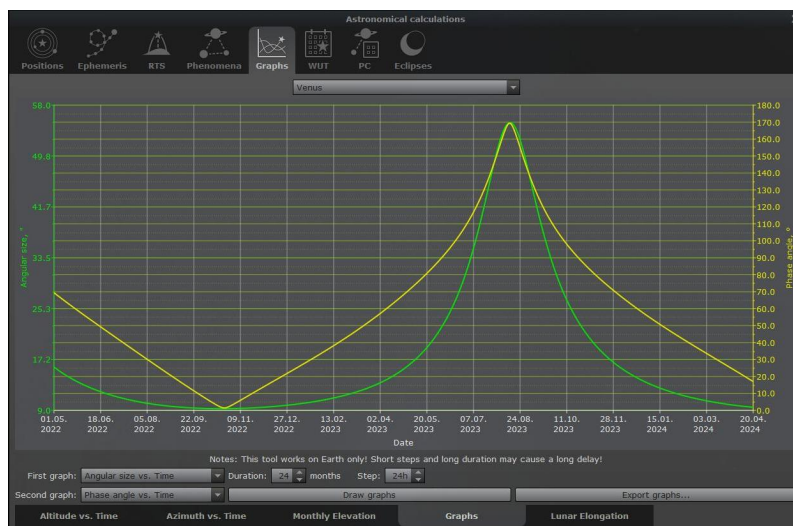 Astronomical calculations
Positions Ephemeris RTS Phenomena Graphs WUT PC Eclipses
Venus
58.0 180.0
170.0
160.0
49.0 150.0
140.0
130.0
41.7 120.0
110.0
100.0
Angular size, °
Phase angle, °
33.5 90.0
80.0
70.0
25.3 60.0
50.0
40.0
17.2 30.0
20.0
10.0
9.0 0.0
01.05. 18.06. 05.08. 22.09. 09.11. 27.12. 13.02. 02.04. 20.05. 07.07. 24.08. 11.10. 28.11. 15.01. 03.03. 20.04.
2022 2022 2022 2022 2022 2022 2023 2023 2023 2023 2023 2023 2023 2024 2024 2024
Date
Notes: This tool works on Earth only! Short steps and long duration may cause a long delay!
First graph: Angular size vs. Time Duration: 24 months Step: 24h
Second graph: Phase angle vs. Time Draw graphs Export graphs...
Altitude vs. Time Azimuth vs. Time Monthly Elevation Graphs Lunar Elongation